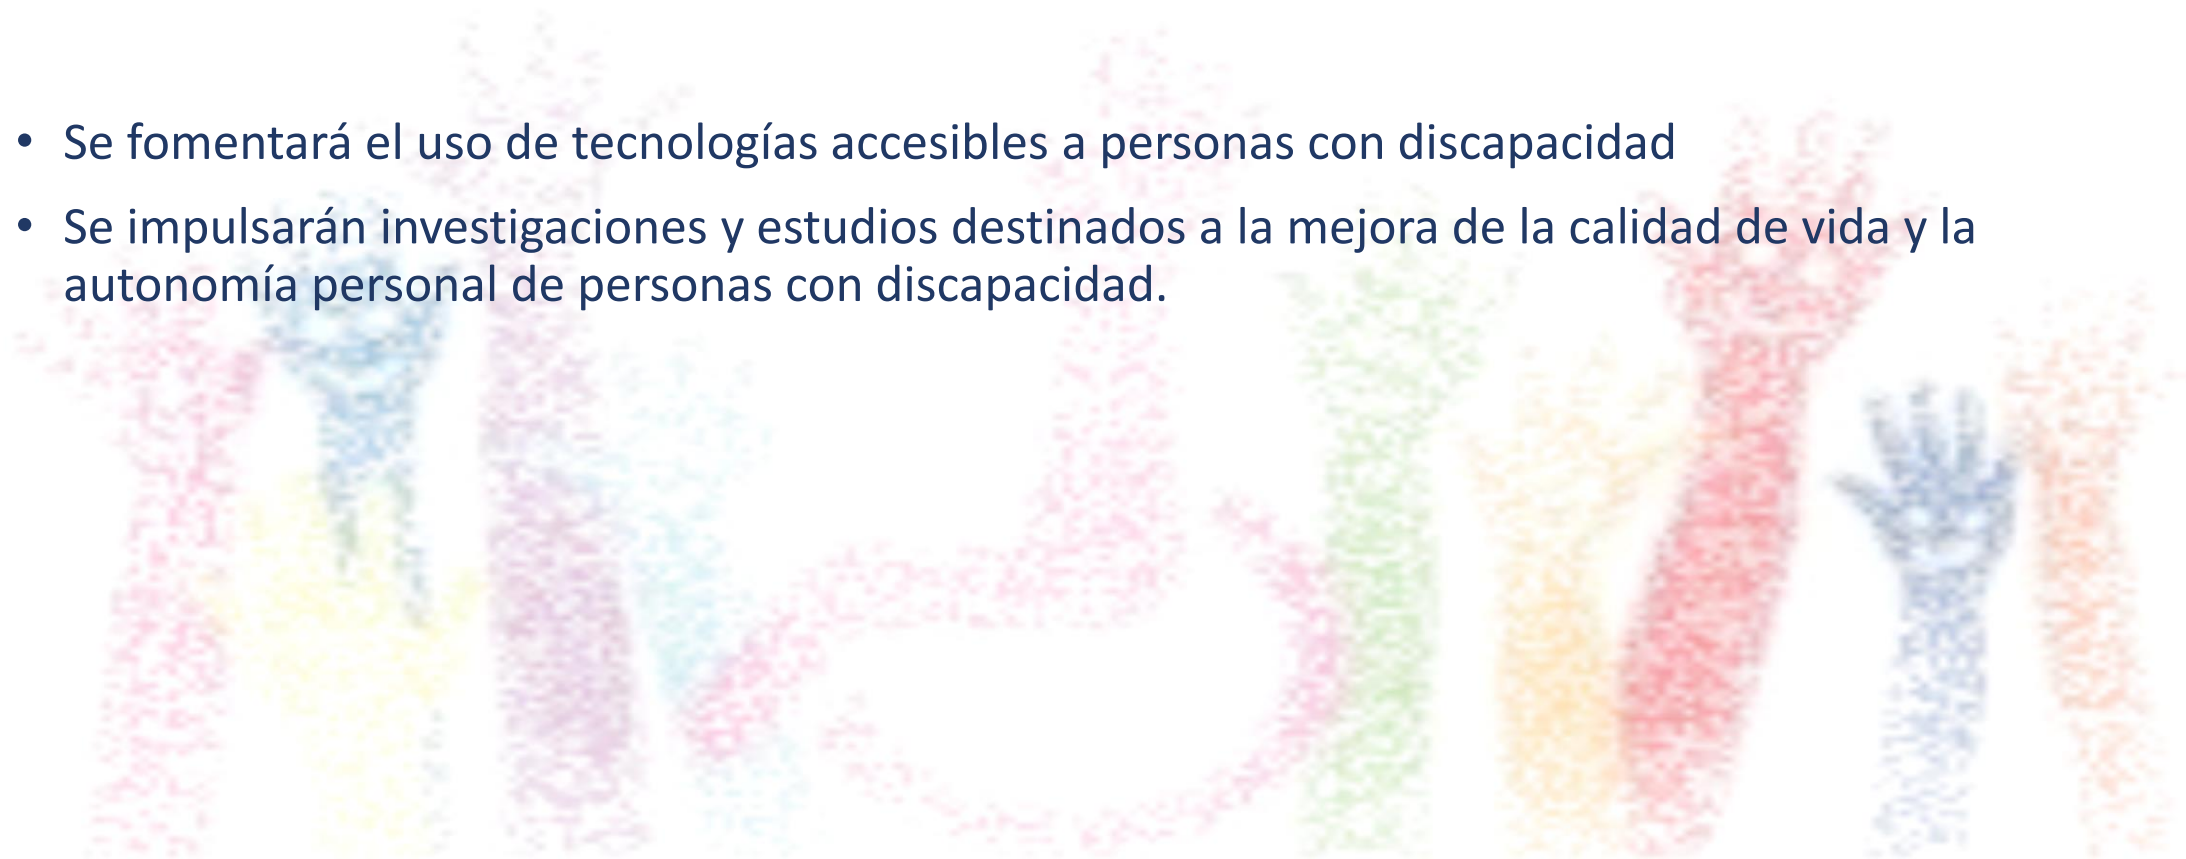 • Se fomentará el uso de tecnologías accesibles a personas con discapacidad
• Se impulsarán investigaciones y estudios destinados a la mejora de la calidad de vida y la
autonomía personal de personas con discapacidad.